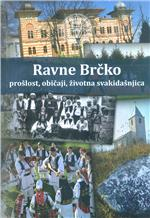 Ravne Brčko
prošlost, običaji, životna svakidašnjica